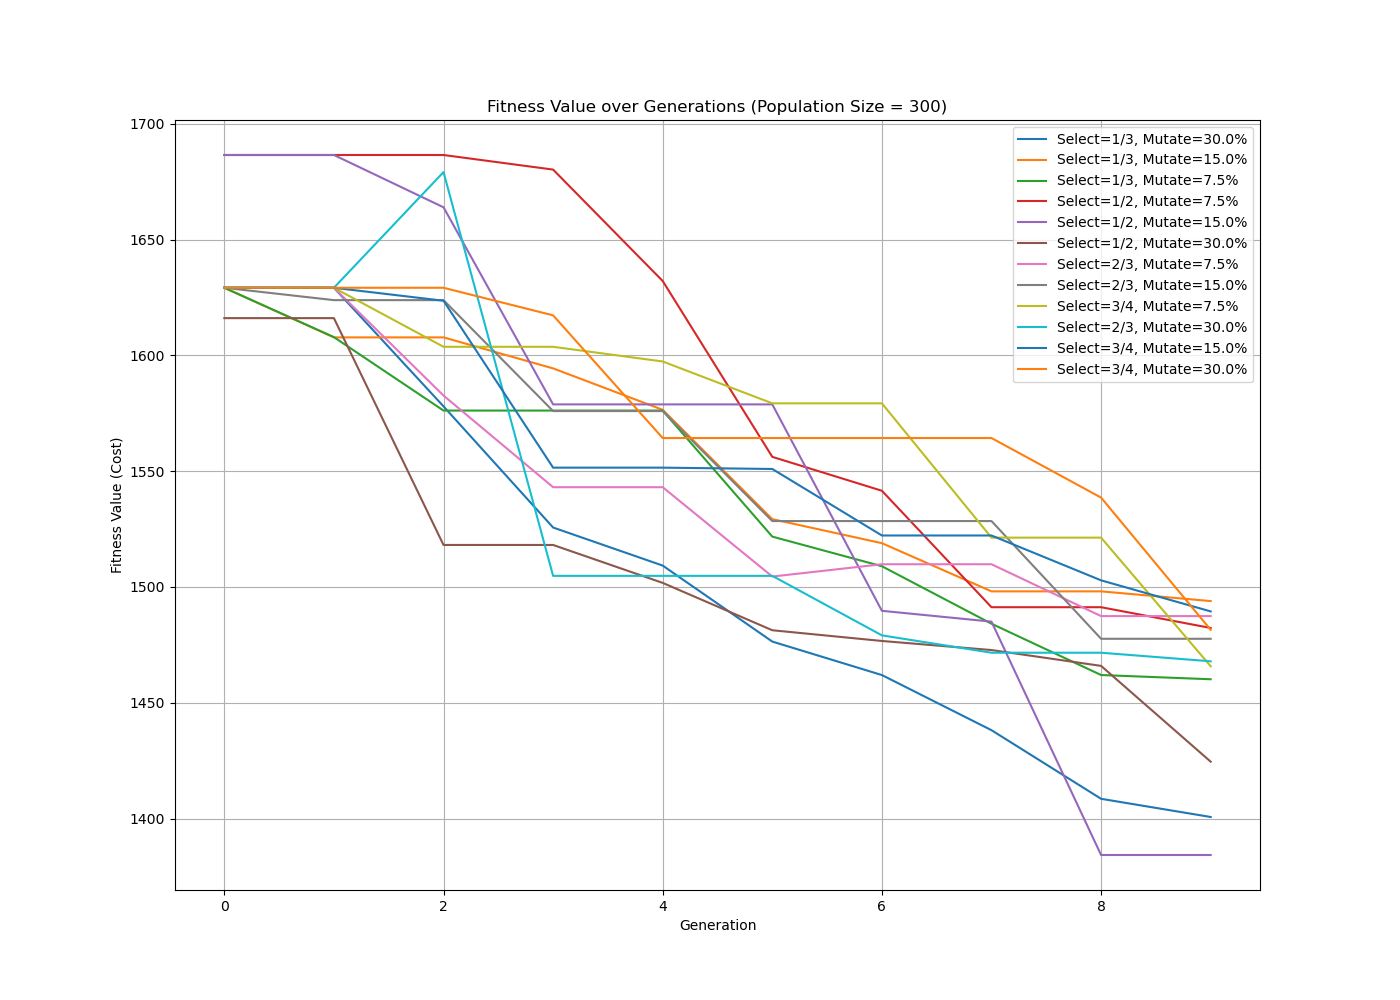 Fitness Value over Generations (Population Size = 300)
1700
1650
1600
1550
1500
1450
1400
Fitness Value (Cost)
Select=1/3, Mutate=30.0%
Select=1/3, Mutate=15.0%
Select=1/3, Mutate=7.5%
Select=1/2, Mutate=7.5%
Select=1/2, Mutate=15.0%
Select=1/2, Mutate=30.0%
Select=2/3, Mutate=7.5%
Select=2/3, Mutate=15.0%
Select=3/4, Mutate=7.5%
Select=2/3, Mutate=30.0%
Select=3/4, Mutate=15.0%
Select=3/4, Mutate=30.0%
0 2 4 6 8
Generation